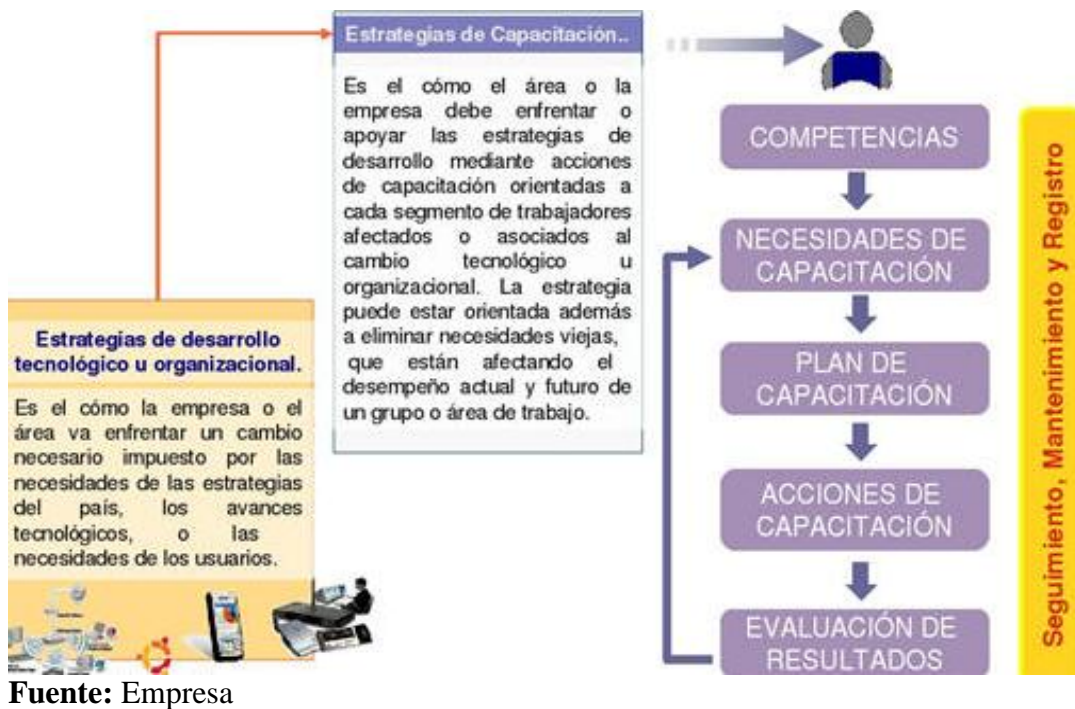 Estrategias de Capacitación..
Es el cómo el área o la
empresa debe enfrentar o
apoyar las estrategias de
desarrollo mediante acciones
de capacitación orientadas a
cada segmento de trabajadores
afectados o asociados al
cambio tecnológico u
organizacional. La estrategia
puede estar orientada además
a eliminar necesidades viejas,
que están afectando el
desempeño actual y futuro de
un grupo o área de trabajo.
Estrategias de desarrollo
tecnológico u organizacional.
Es el cómo la empresa o el
área va enfrentar un cambio
necesario impuesto por las
necesidades de las estrategias
del país, los avances
tecnológicos, o las
necesidades de los usuarios.
COMPETENCIAS
NECESIDADES DE
CAPACITACIÓN
PLAN DE
CAPACITACIÓN
ACCIONES DE
CAPACITACIÓN
EVALUACIÓN DE
RESULTADOS
Seguimiento, Mantenimiento y Registro
Fuente: Empresa